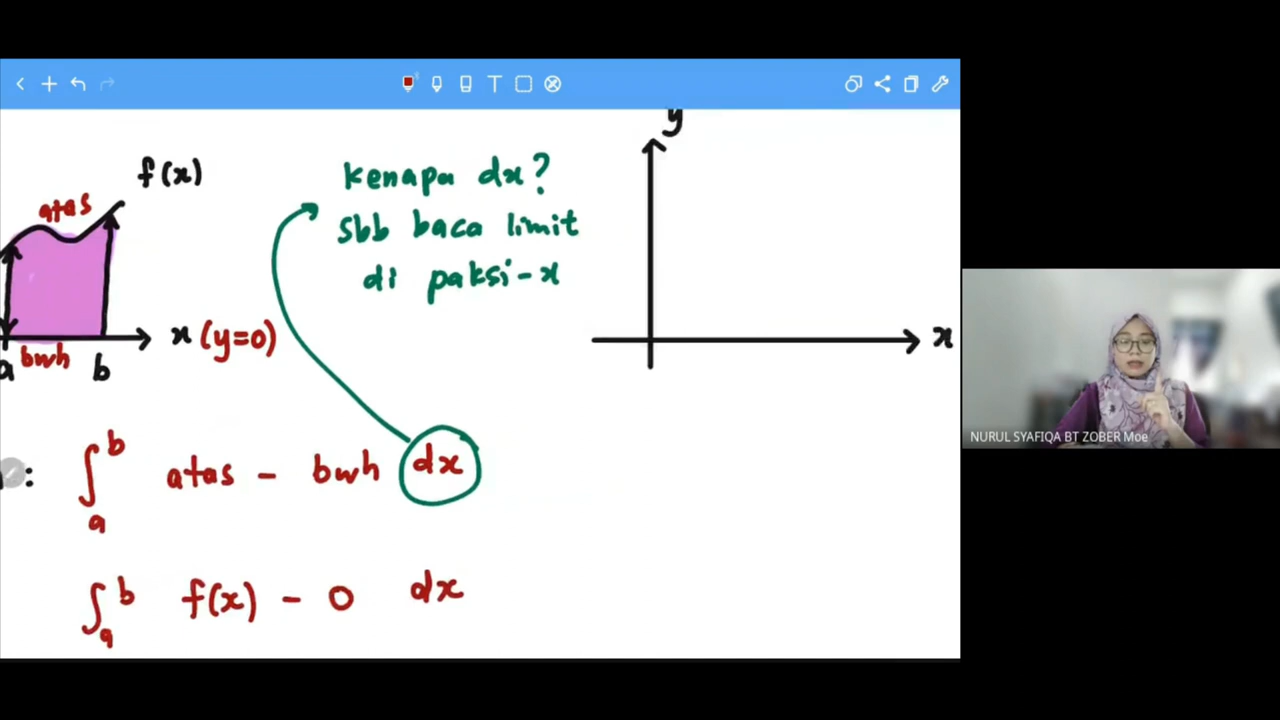 y
f(x)
atas
x (y=0)
a bwh b
kenapa dx?
sbb baca limit
di paksi-x
x
: ∫ₐᵇ atas - bwh dx
∫ₐᵇ f(x) - 0 dx
T
NURUL SYAFIQA BT ZOBER Moe